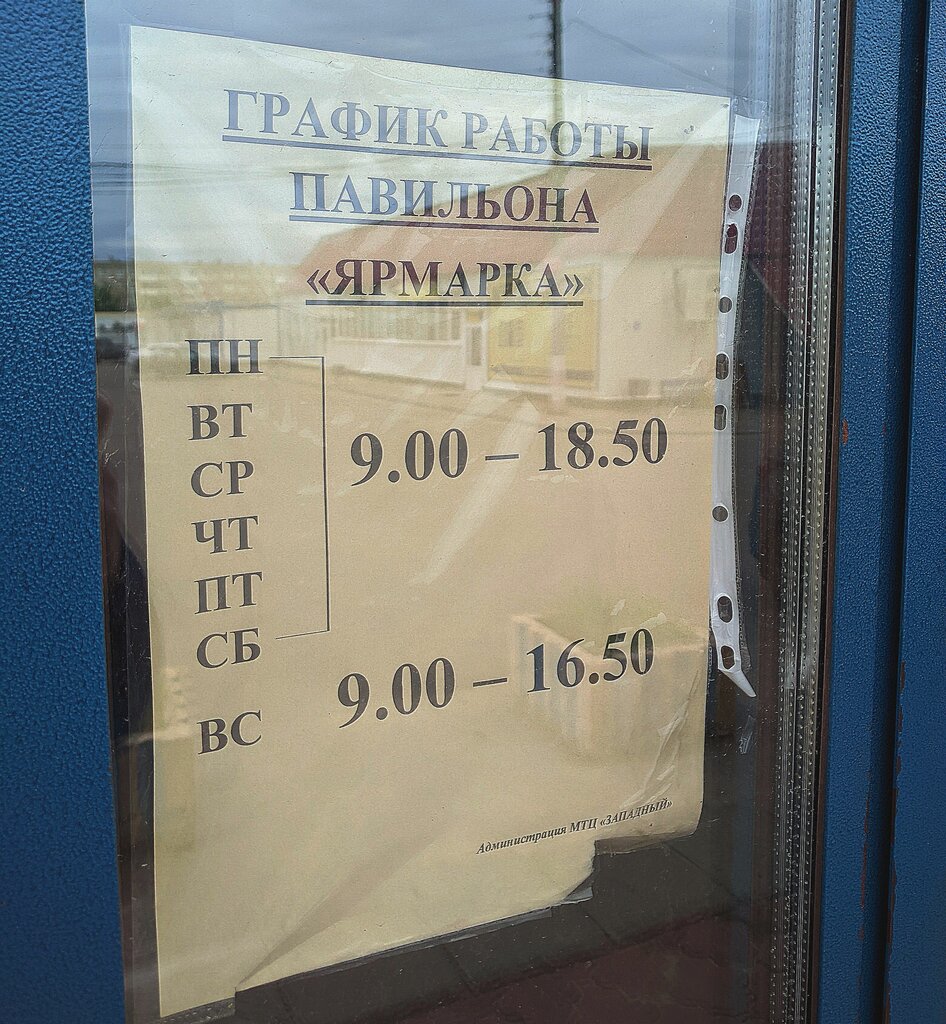 ГРАФИК РАБОТЫ
ПАВИЛЬОНА
«ЯРМАРКА»
ПН
ВТ
9.00 – 18.50
СР
ЧТ
ПТ
СБ
9.00 – 16.50
ВС
Администрация МТЦ «ЗАПАДНЫЙ»